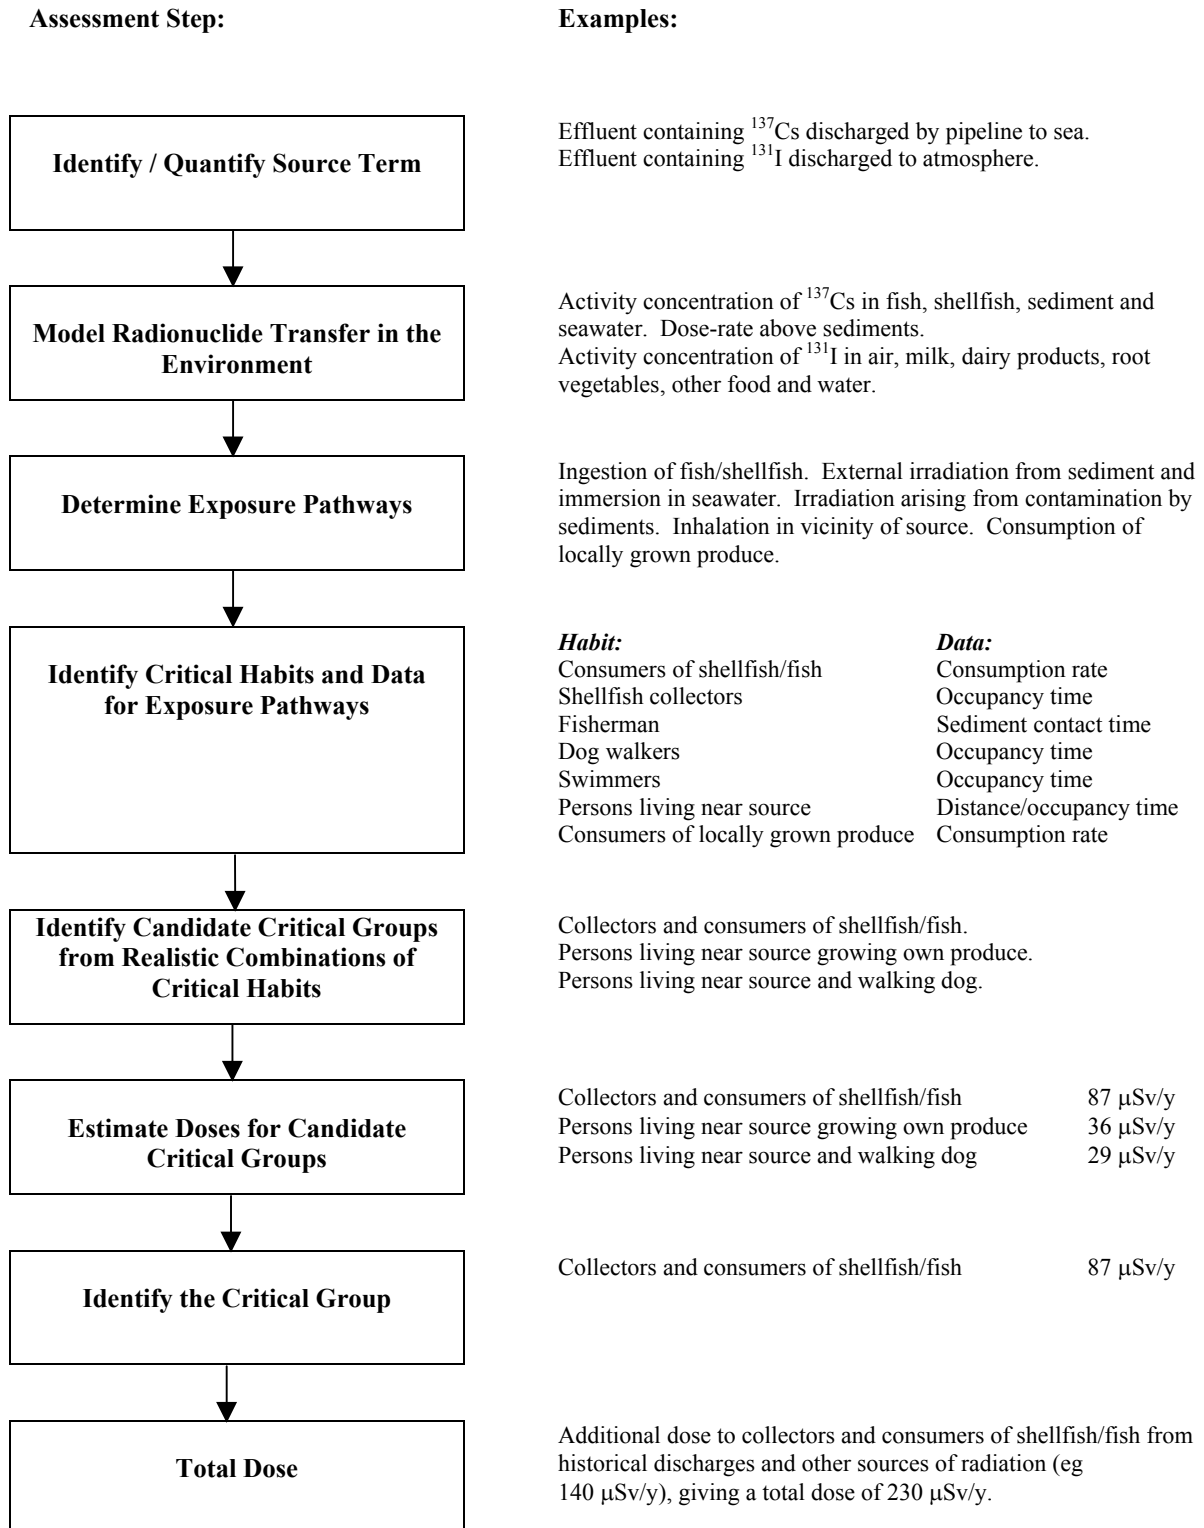 Assessment Step:
Examples:
Identify / Quantify Source Term
Effluent containing ¹³⁷Cs discharged by pipeline to sea.
Effluent containing ¹³¹I discharged to atmosphere.
Model Radionuclide Transfer in the
Environment
Activity concentration of ¹³⁷Cs in fish, shellfish, sediment and
seawater. Dose-rate above sediments.
Activity concentration of ¹³¹I in air, milk, dairy products, root
vegetables, other food and water.
Determine Exposure Pathways
Ingestion of fish/shellfish. External irradiation from sediment and
immersion in seawater. Irradiation arising from contamination by
sediments. Inhalation in vicinity of source. Consumption of
locally grown produce.
Identify Critical Habits and Data
for Exposure Pathways
Habit: Data:
Consumers of shellfish/fish Consumption rate
Shellfish collectors Occupancy time
Fisherman Sediment contact time
Dog walkers Occupancy time
Swimmers Occupancy time
Persons living near source Distance/occupancy time
Consumers of locally grown produce Consumption rate
Identify Candidate Critical Groups
from Realistic Combinations of
Critical Habits
Collectors and consumers of shellfish/fish.
Persons living near source growing own produce.
Persons living near source and walking dog.
Estimate Doses for Candidate
Critical Groups
Collectors and consumers of shellfish/fish 87 μSv/y
Persons living near source growing own produce 36 μSv/y
Persons living near source and walking dog 29 μSv/y
Identify the Critical Group
Collectors and consumers of shellfish/fish 87 μSv/y
Total Dose
Additional dose to collectors and consumers of shellfish/fish from
historical discharges and other sources of radiation (eg
140 μSv/y), giving a total dose of 230 μSv/y.